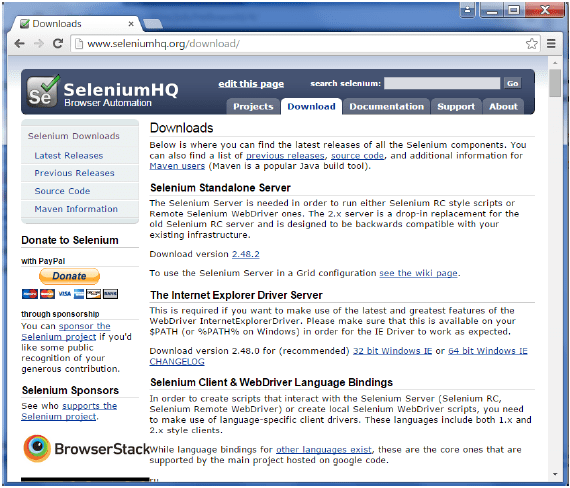 Downloads
www.seleniumhq.org/download/
SeleniumHQ
Browser Automation
edit this page
search selenium:
Go
Projects
Download
Documentation
Support
About
Selenium Downloads
Latest Releases
Previous Releases
Source Code
Maven Information
Donate to Selenium
with PayPal
Donate
VISA
through sponsorship
You can sponsor the
Selenium project if you'd
like some public
recognition of your
generous contribution.
Selenium Sponsors
See who supports the
Selenium project.
BrowserStack
Downloads
Below is where you can find the latest releases of all the Selenium components. You
can also find a list of previous releases, source code, and additional information for
Maven users (Maven is a popular Java build tool).
Selenium Standalone Server
The Selenium Server is needed in order to run either Selenium RC style scripts or
Remote Selenium WebDriver ones. The 2.x server is a drop-in replacement for the
old Selenium RC server and is designed to be backwards compatible with your
existing infrastructure.
Download version 2.48.2
To use the Selenium Server in a Grid configuration see the wiki page.
The Internet Explorer Driver Server
This is required if you want to make use of the latest and greatest features of the
WebDriver InternetExplorerDriver. Please make sure that this is available on your
$PATH (or %PATH% on Windows) in order for the IE Driver to work as expected.
Download version 2.48.0 for (recommended) 32 bit Windows IE or 64 bit Windows IE
CHANGELOG
Selenium Client & WebDriver Language Bindings
In order to create scripts that interact with the Selenium Server (Selenium RC,
Selenium Remote WebDriver) or create local Selenium WebDriver scripts, you need
to make use of language-specific client drivers. These languages include both 1.x and
2.x style clients.
While language bindings for other languages exist, these are the core ones that are
supported by the main project hosted on google code.